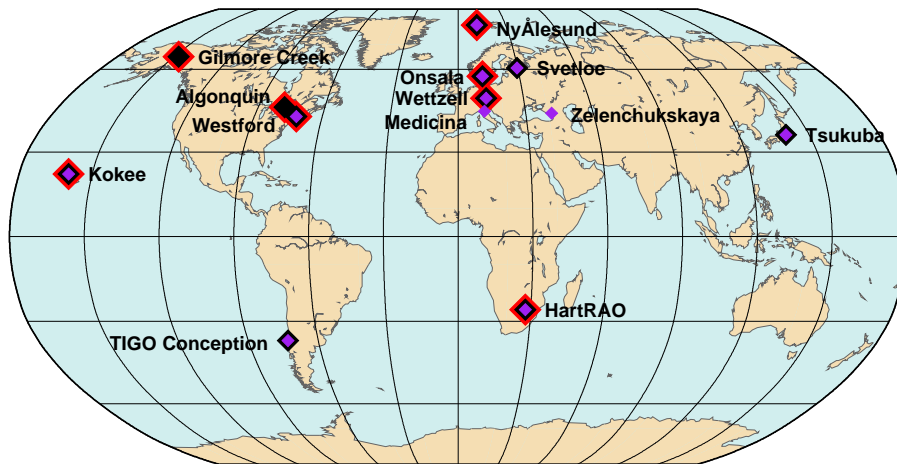 NyÅlesund
Gilmore Creek
Onsala
Svetloe
Algonquin
Wettzell
Westford
Medicina
Zelenchukskaya
Tsukuba
Kokee
HartRAO
TIGO Conception